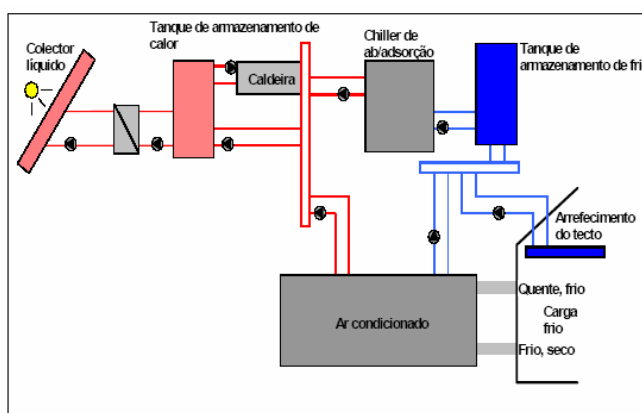 Colector
líquido
Tanque de armazenamento de
calor
Caldeira
Chiller de
ab/adsorção
Tanque de
armazenamento de frio
Arrefecimento
do tecto
Ar condicionado
Quente, frio
Carga
frio
Frio, seco